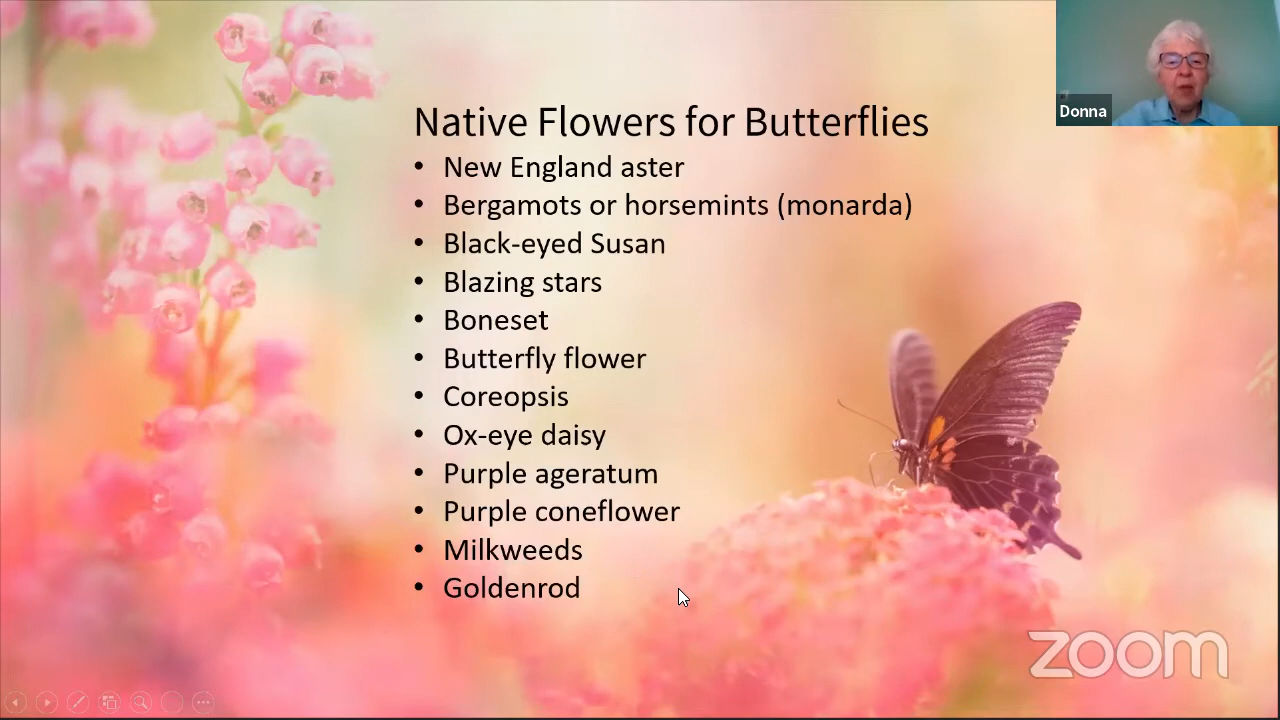 Native Flowers for Butterflies
• New England aster
• Bergamots or horsemints (monarda)
• Black-eyed Susan
• Blazing stars
• Boneset
• Butterfly flower
• Coreopsis
• Ox-eye daisy
• Purple ageratum
• Purple coneflower
• Milkweeds
• Goldenrod
Donna
zoom